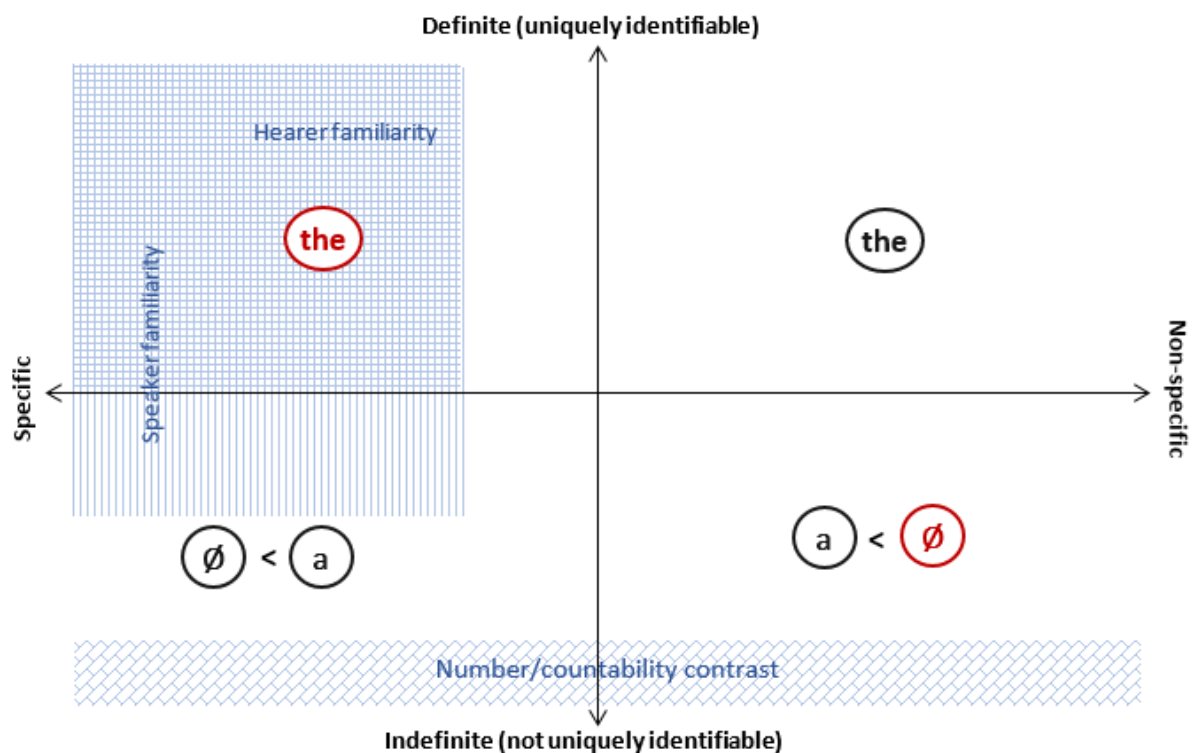 Definite (uniquely identifiable)
Hearer familiarity
the
the
Speaker familiarity
Specific
Non-specific
Ø < a
a < Ø
Number/countability contrast
Indefinite (not uniquely identifiable)